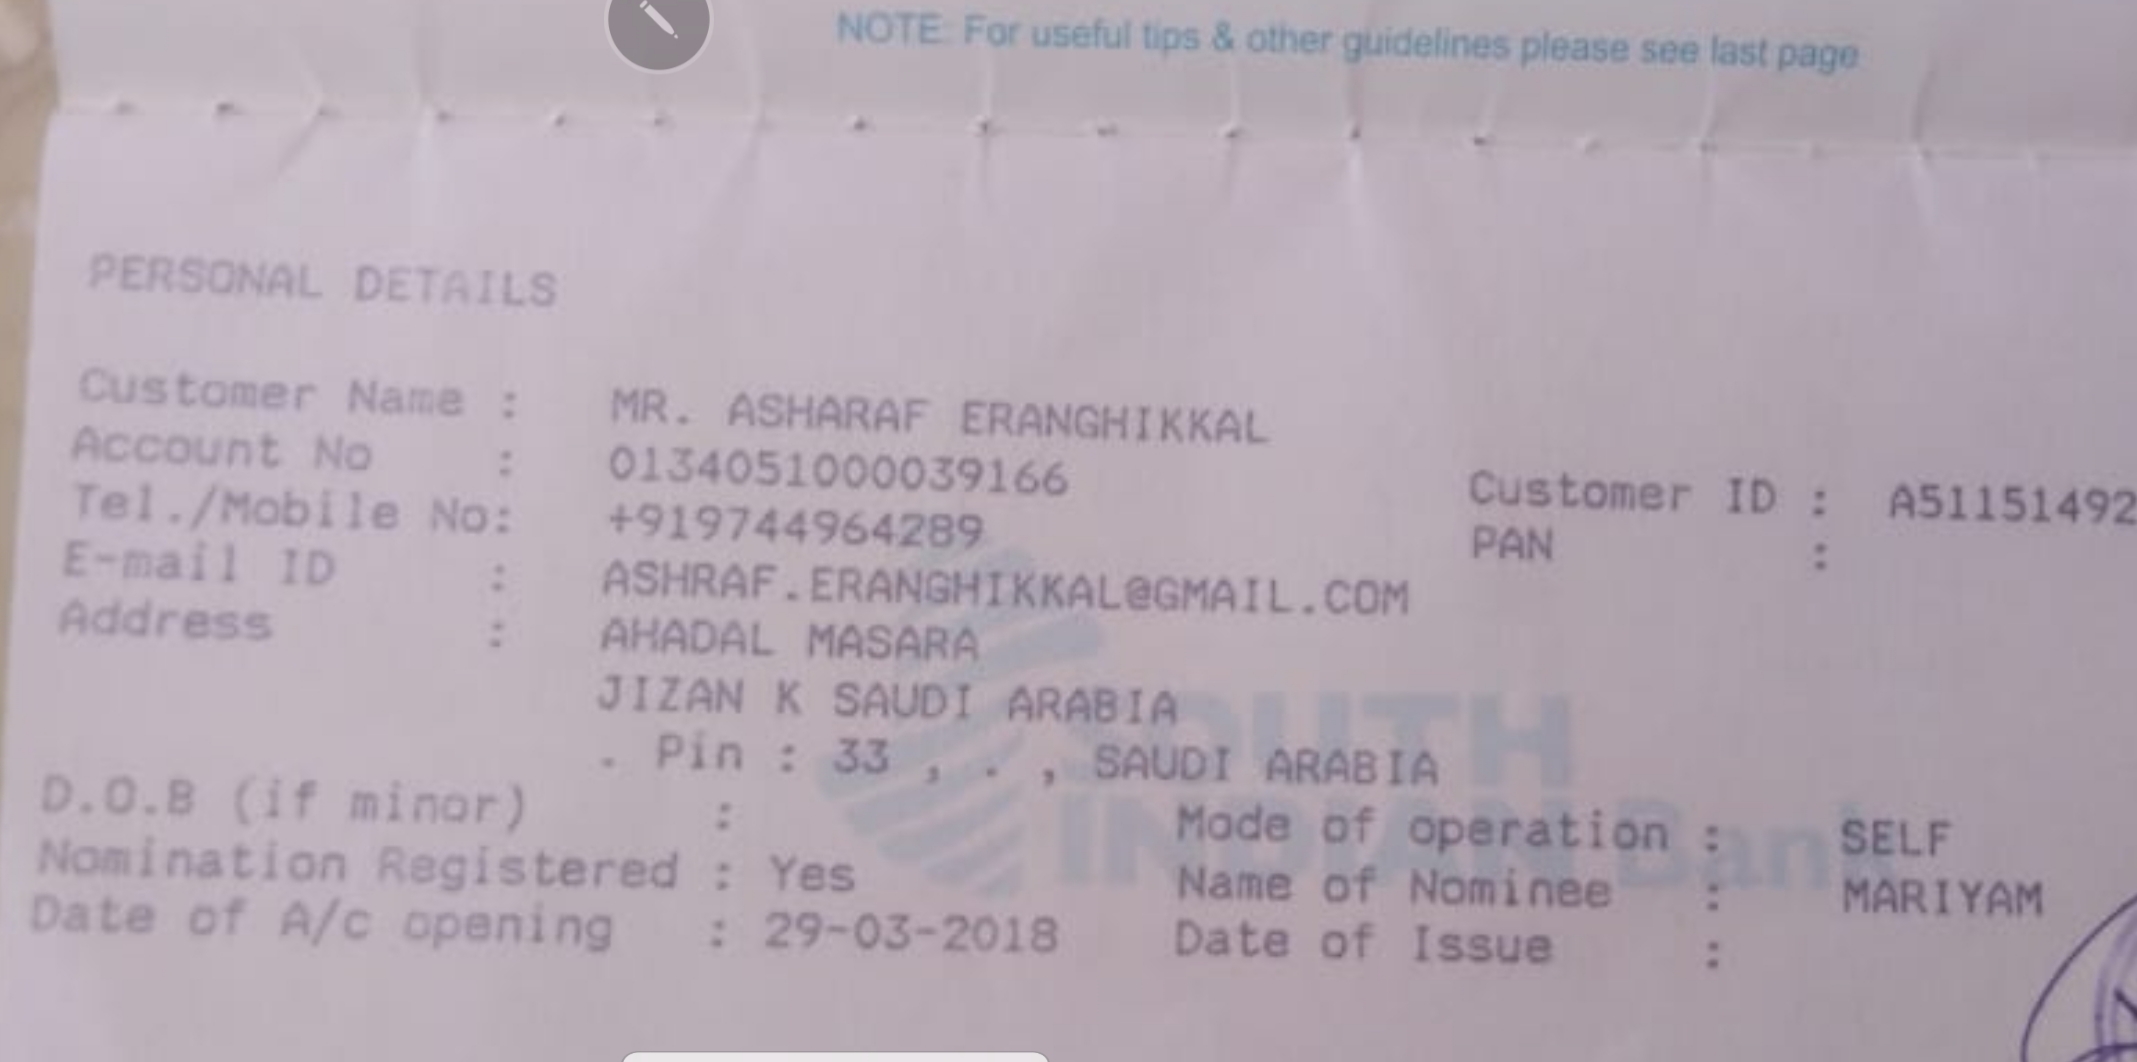 NOTE: For useful tips & other guidelines please see last page
PERSONAL DETAILS
Customer Name : MR. ASHARAF ERANGHIKKAL
Account No : 0134051000039166 Customer ID : A51151492
Tel./Mobile No: +919744964289 PAN :
E-mail ID : ASHRAF.ERANGHIKKAL@GMAIL.COM
Address : AHADAL MASARA
JIZAN K SAUDI ARABIA
. Pin : 33 , . , SAUDI ARABIA
D.O.B (if minor) : Mode of operation : SELF
Nomination Registered : Yes Name of Nominee : MARIYAM
Date of A/c opening : 29-03-2018 Date of Issue :
SOUTH
INDIAN Bank